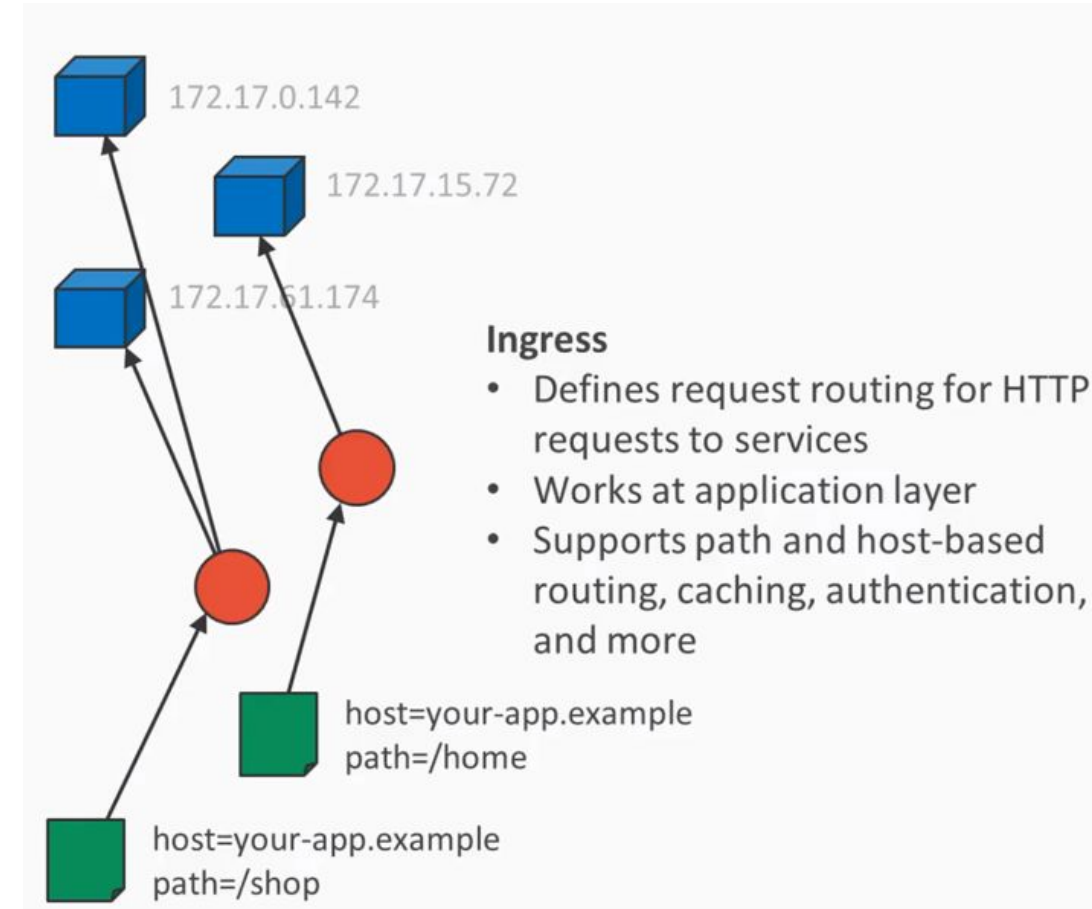 172.17.0.142
172.17.15.72
172.17.61.174
Ingress
• Defines request routing for HTTP
requests to services
• Works at application layer
• Supports path and host-based
routing, caching, authentication,
and more
host=your-app.example
path=/home
host=your-app.example
path=/shop